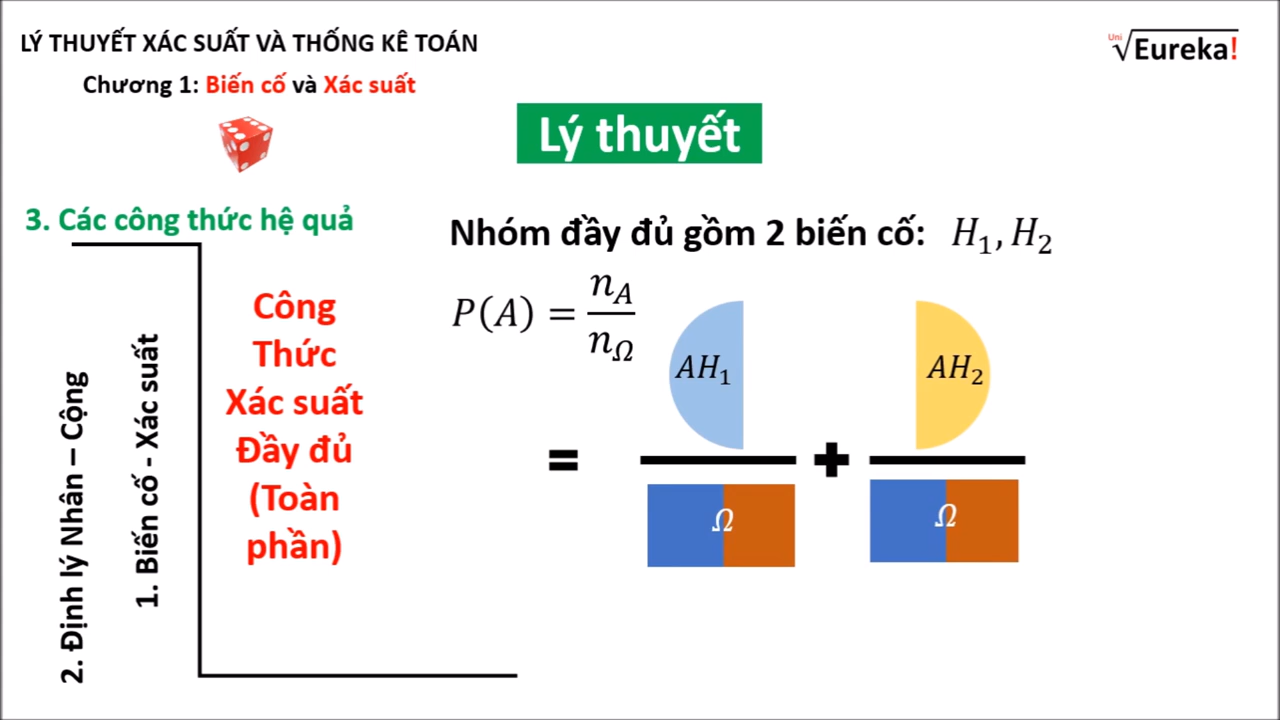 LÝ THUYẾT XÁC SUẤT VÀ THỐNG KÊ TOÁN
Chương 1: Biến cố và Xác suất
Uni
√Eureka!
Lý thuyết
3. Các công thức hệ quả
2. Định lý Nhân – Cộng
1. Biến cố - Xác suất
Công
Thức
Xác suất
Đầy đủ
(Toàn
phần)
Nhóm đầy đủ gồm 2 biến cố: H₁, H₂
P(A) = n_A / n_Ω
= AH₁ / Ω + AH₂ / Ω